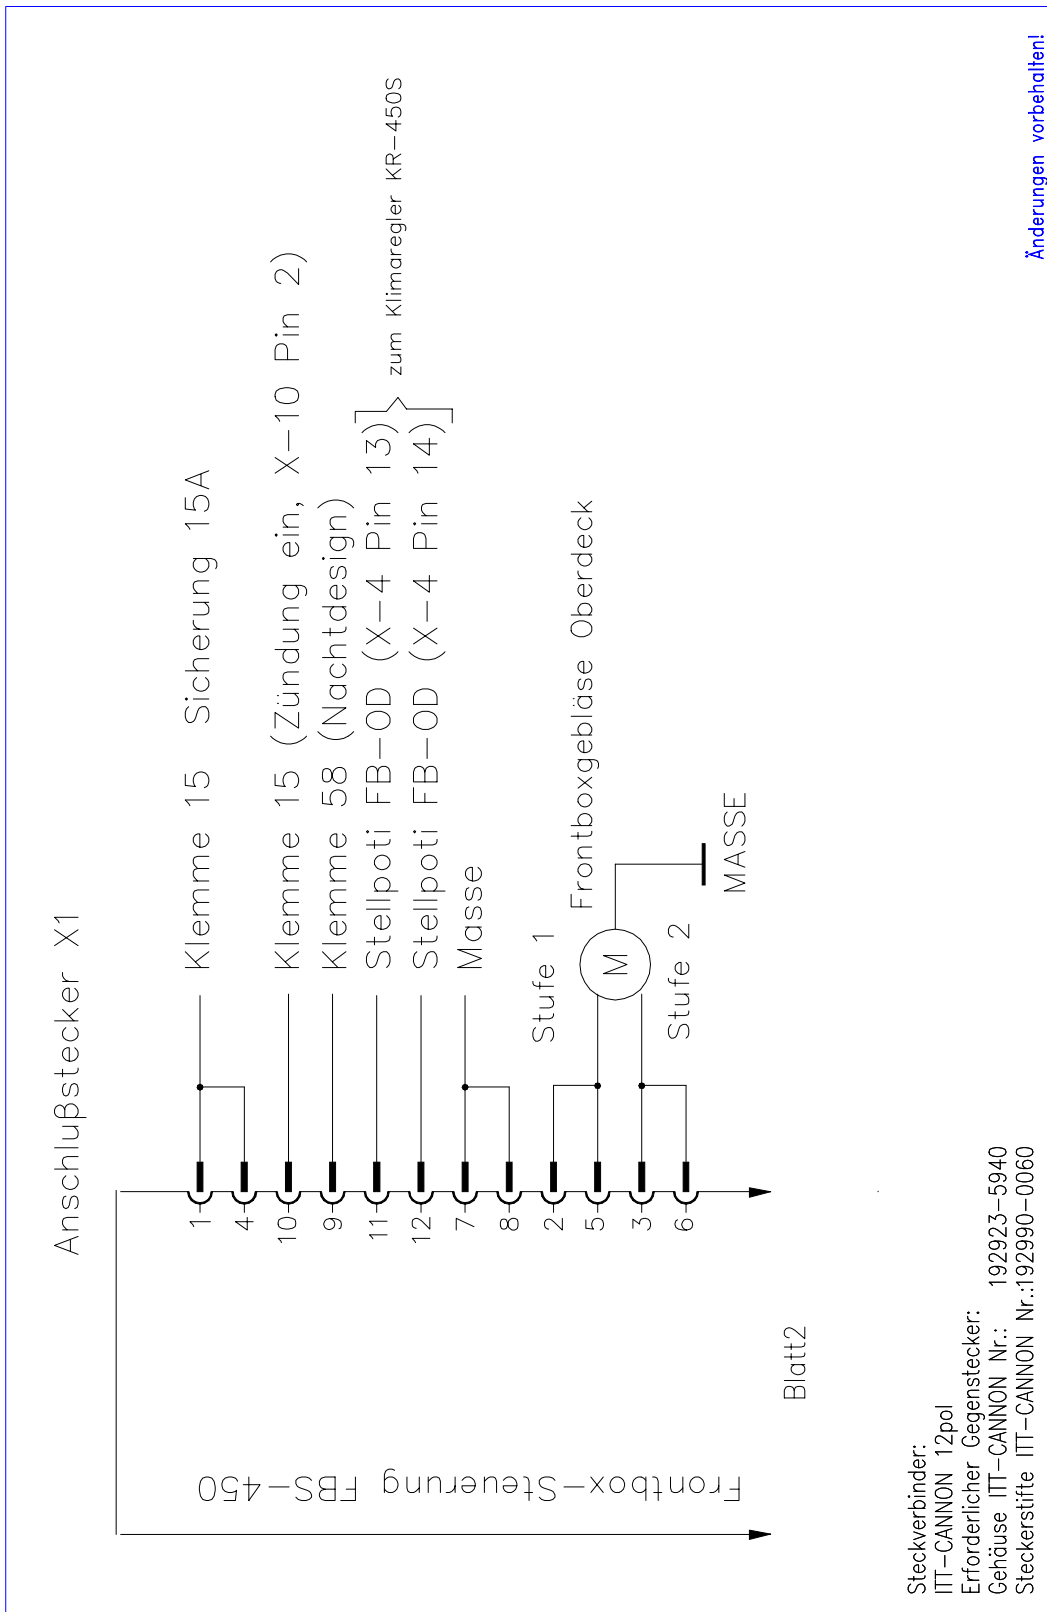 Anschlußstecker X1
Klemme 15 Sicherung 15A
Klemme 15 (Zündung ein, X-10 Pin 2)
Klemme 58 (Nachtdesign)
Stellpoti FB-OD (X-4 Pin 13)
Stellpoti FB-OD (X-4 Pin 14)
zum Klimaregler KR-450S
Masse
1
4
10
9
11
12
7
8
2
5
3
6
Stufe 1
Frontboxgebläse Oberdeck
M
Stufe 2
MASSE
Frontbox-Steuerung FBS-450
Blatt2
Steckverbinder:
ITT-CANNON 12pol
Erforderlicher Gegenstecker:
Gehäuse ITT-CANNON Nr.: 192923-5940
Steckerstifte ITT-CANNON Nr.:192990-0060
Änderungen vorbehalten!